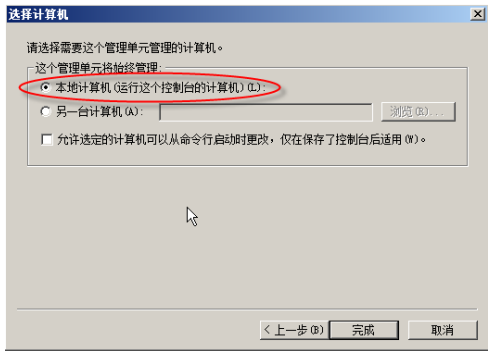 选择计算机
请选择需要这个管理单元管理的计算机。
这个管理单元将始终管理:
本地计算机(运行这个控制台的计算机)(L):
另一台计算机(A):
浏览(R)...
允许选定的计算机可以从命令行启动时更改，仅在保存了控制台后适用(W)。
< 上一步(B)
完成
取消